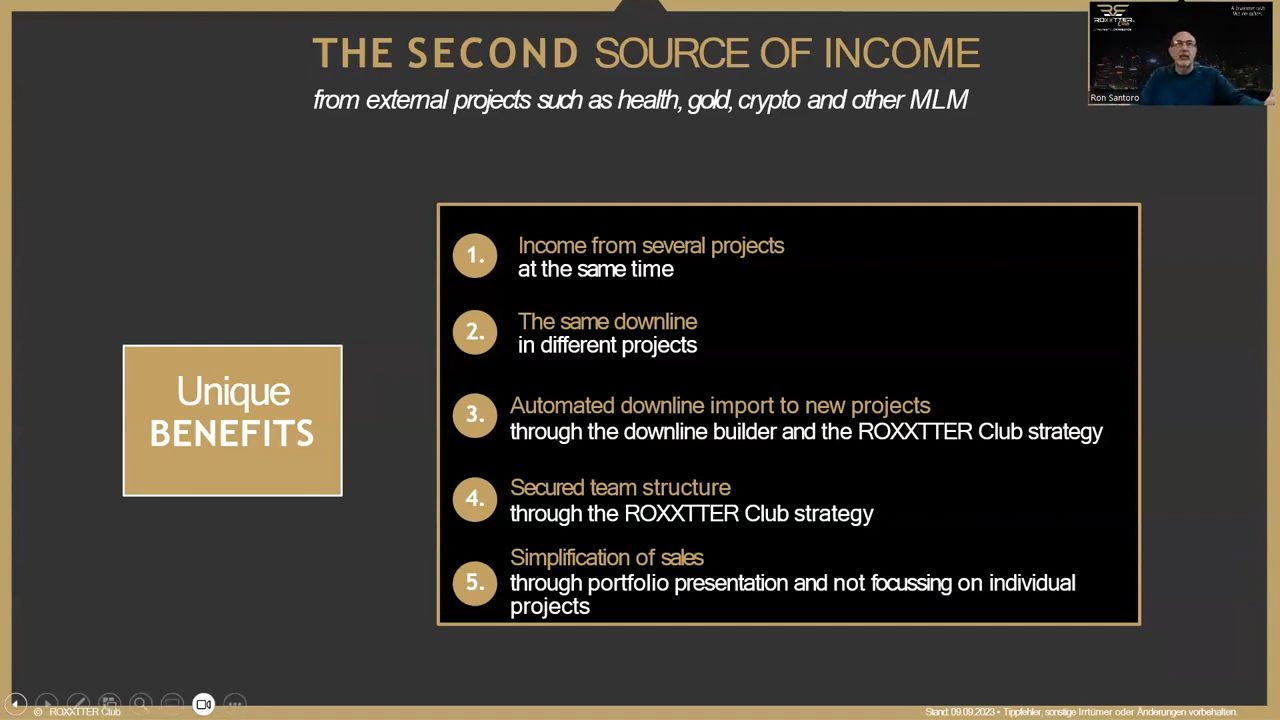 THE SECOND SOURCE OF INCOME
from external projects such as health, gold, crypto and other MLM
ROXXTTER
Ron Santoro
1. Income from several projects
at the same time
2. The same downline
in different projects
Unique
BENEFITS
3. Automated downline import to new projects
through the downline builder and the ROXXTTER Club strategy
4. Secured team structure
through the ROXXTTER Club strategy
5. Simplification of sales
through portfolio presentation and not focussing on individual
projects
© ROXXTTER Club
Stand: 09.09.2023 • Tippfehler, sonstige Irrtümer oder Änderungen vorbehalten.